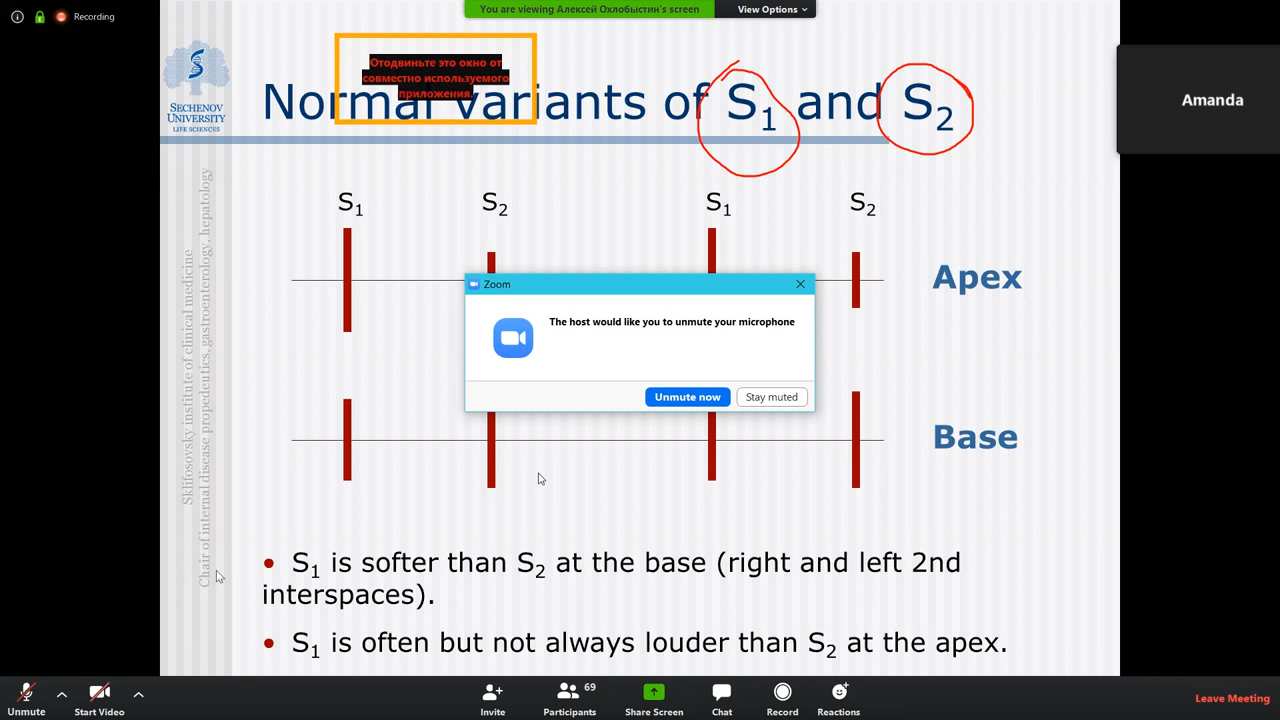 Recording
You are viewing Алексей Охлобыстин's screen
View Options
Отодвиньте это окно от
совместно используемого
приложения.
Normal variants of S1 and S2
SECHENOV
UNIVERSITY
LIFE SCIENCES
Amanda
Sklifosovsky institute of clinical medicine
Chair of internal disease propedeutics, gastroenterology, hepatology
S1 S2 S1 S2
Apex
Zoom
The host would like you to unmute your microphone
Unmute now
Stay muted
Base
• S1 is softer than S2 at the base (right and left 2nd
interspaces).
• S1 is often but not always louder than S2 at the apex.
Unmute
Start Video
Invite
69
Participants
Share Screen
Chat
Record
Reactions
Leave Meeting